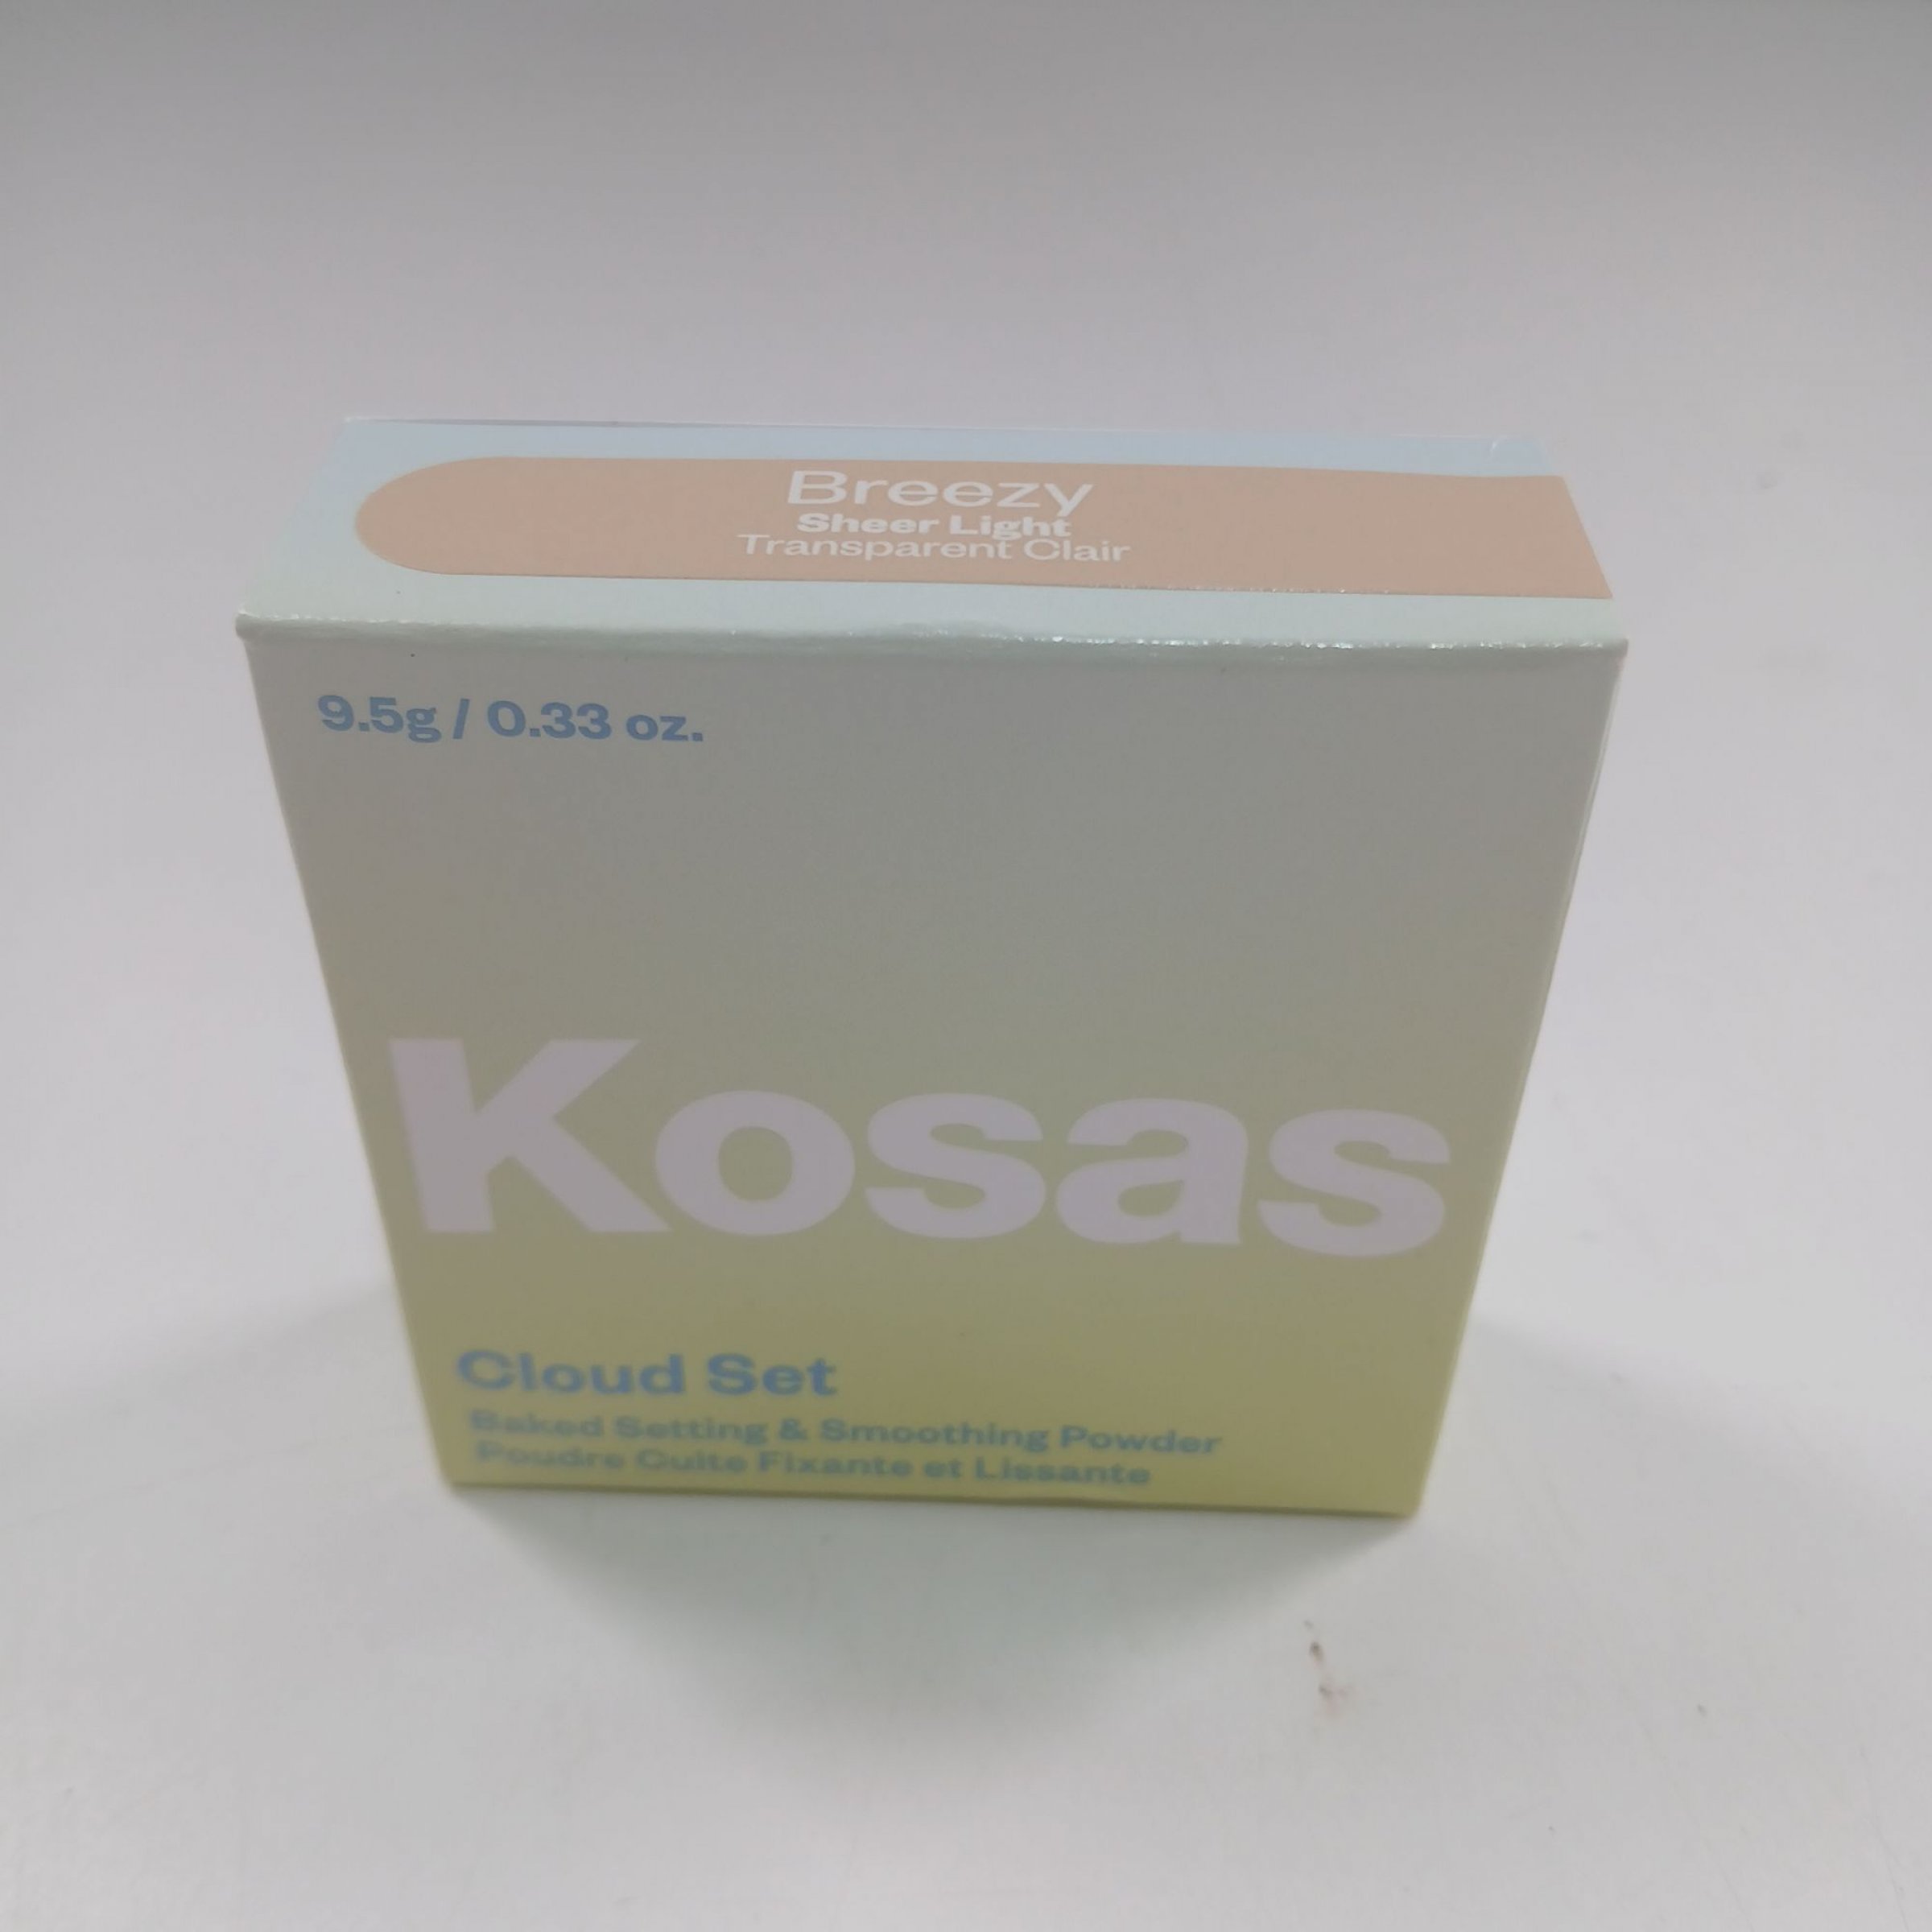 Breezy
Sheer Light
Transparent Clair
9.5g / 0.33 oz.
Kosas
Cloud Set
Baked Setting & Smoothing Powder
Poudre Cuite Fixante et Lissante